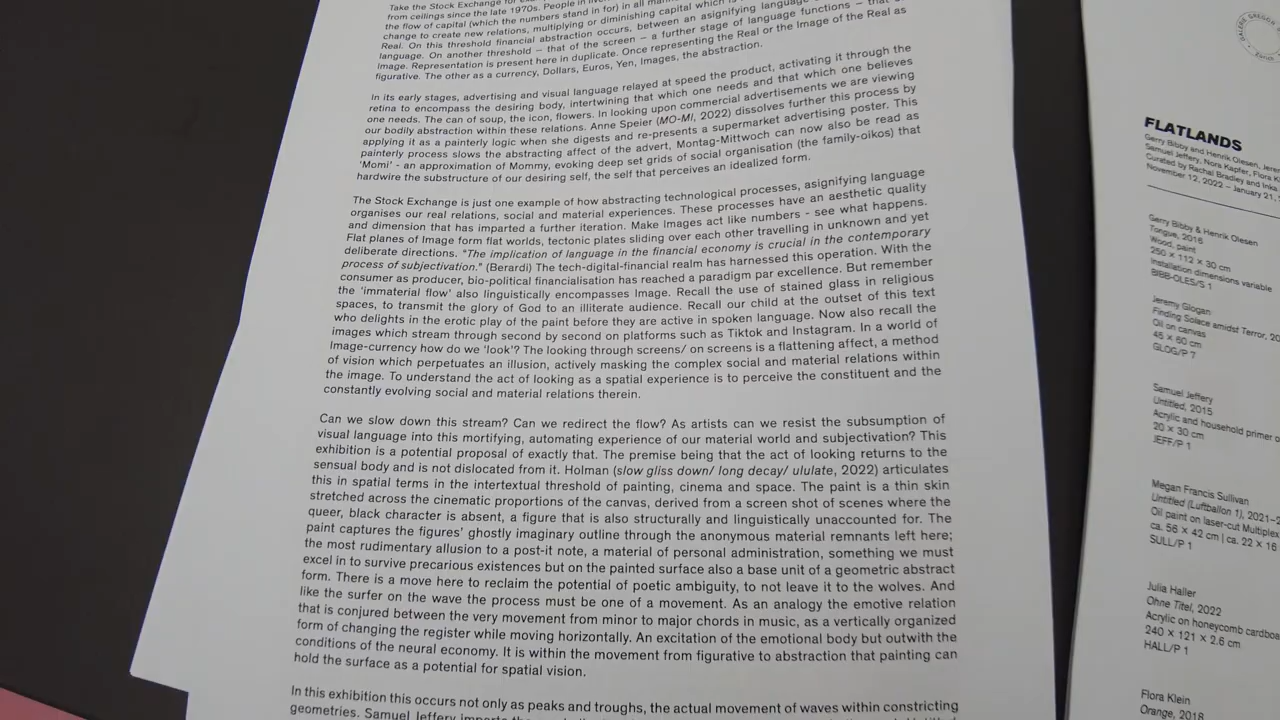 Take the Stock Exchange for
from ceilings since the late 1970s. People in
the flow of capital (which the numbers stand in for) in all
change to create new relations, multiplying or diminishing capital which
Real. On this threshold financial abstraction occurs, between an asignifying language
language. On another threshold – that of the screen – a further stage of language functions –
Image. Representation is present here in duplicate. Once representing the Real or the Image of the Real as
figurative. The other as a currency, Dollars, Euros, Yen, Images, the abstraction.
In its early stages, advertising and visual language relayed at speed the product, activating it through the
retina to encompass the desiring body, intertwining that which one needs and that which one believes
one needs. The can of soup, the icon, flowers. In looking upon commercial advertisements we are viewing
our bodily abstraction within these relations. Anne Speier (MO-MI, 2022) dissolves further this process by
applying it as a painterly logic when she digests and re-presents a supermarket advertising poster. This
painterly process slows the abstracting affect of the advert, Montag-Mittwoch can now also be read as
'Momi' - an approximation of Mommy, evoking deep set grids of social organisation (the family-oikos) that
hardwire the substructure of our desiring self, the self that perceives an idealized form.
The Stock Exchange is just one example of how abstracting technological processes, asignifying language
organises our real relations, social and material experiences. These processes have an aesthetic quality
and dimension that has imparted a further iteration. Make Images act like numbers - see what happens.
Flat planes of Image form flat worlds, tectonic plates sliding over each other travelling in unknown and yet
deliberate directions. "The implication of language in the financial economy is crucial in the contemporary
process of subjectivation." (Berardi) The tech-digital-financial realm has harnessed this operation. With the
consumer as producer, bio-political financialisation has reached a paradigm par excellence. But remember
the 'immaterial flow' also linguistically encompasses Image. Recall the use of stained glass in religious
spaces, to transmit the glory of God to an illiterate audience. Recall our child at the outset of this text
who delights in the erotic play of the paint before they are active in spoken language. Now also recall the
images which stream through second by second on platforms such as Tiktok and Instagram. In a world of
Image-currency how do we 'look'? The looking through screens/ on screens is a flattening affect, a method
of vision which perpetuates an illusion, actively masking the complex social and material relations within
the image. To understand the act of looking as a spatial experience is to perceive the constituent and the
constantly evolving social and material relations therein.
Can we slow down this stream? Can we redirect the flow? As artists can we resist the subsumption of
visual language into this mortifying, automating experience of our material world and subjectivation? This
exhibition is a potential proposal of exactly that. The premise being that the act of looking returns to the
sensual body and is not dislocated from it. Holman (slow gliss down/ long decay/ ululate, 2022) articulates
this in spatial terms in the intertextual threshold of painting, cinema and space. The paint is a thin skin
stretched across the cinematic proportions of the canvas, derived from a screen shot of scenes where the
queer, black character is absent, a figure that is also structurally and linguistically unaccounted for. The
paint captures the figures' ghostly imaginary outline through the anonymous material remnants left here;
the most rudimentary allusion to a post-it note, a material of personal administration, something we must
excel in to survive precarious existences but on the painted surface also a base unit of a geometric abstract
form. There is a move here to reclaim the potential of poetic ambiguity, to not leave it to the wolves. And
like the surfer on the wave the process must be one of a movement. As an analogy the emotive relation
that is conjured between the very movement from minor to major chords in music, as a vertically organized
form of changing the register while moving horizontally. An excitation of the emotional body but outwith the
conditions of the neural economy. It is within the movement from figurative to abstraction that painting can
hold the surface as a potential for spatial vision.
In this exhibition this occurs not only as peaks and troughs, the actual movement of waves within constricting
geometries. Samuel Jeffery imports the
FLATLANDS
Gerry Bibby and Henrik Olesen,
Samuel Jeffery, Nora Kapfer, Flora
Curated by Rachal Bradley and Inka
November 12, 2022 – January 21,
Gerry Bibby & Henrik Olesen
Tongue, 2016
Wood, paint
250 × 112 × 30 cm
Installation dimensions variable
BIBB-OLES/S 1
Jeremy Glogan
Finding Solace amidst Terror,
Oil on canvas
45 × 60 cm
GLOG/P 7
Samuel Jeffery
Untitled, 2015
Acrylic and household primer
20 × 30 cm
JEFF/P 1
Megan Francis Sullivan
Untitled (Luftballon 1), 2021–
Oil paint on laser-cut Multiplex
ca. 56 × 42 cm | ca. 22 × 16
SULL/P 1
Julia Haller
Ohne Titel, 2022
Acrylic on honeycomb
240 × 121 × 2.6 cm
HALL/P 1
Flora Klein
Orange, 2018